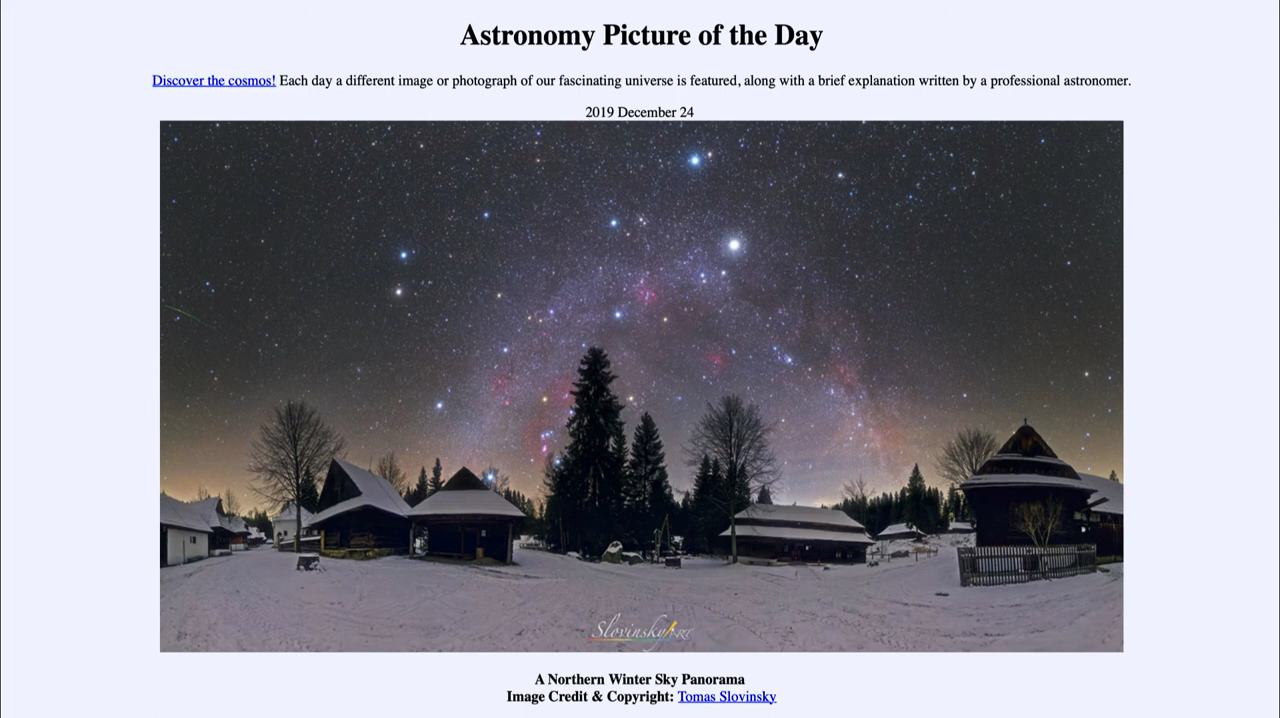 Astronomy Picture of the Day
Discover the cosmos! Each day a different image or photograph of our fascinating universe is featured, along with a brief explanation written by a professional astronomer.
2019 December 24
SlovinskyART
A Northern Winter Sky Panorama
Image Credit & Copyright: Tomas Slovinsky